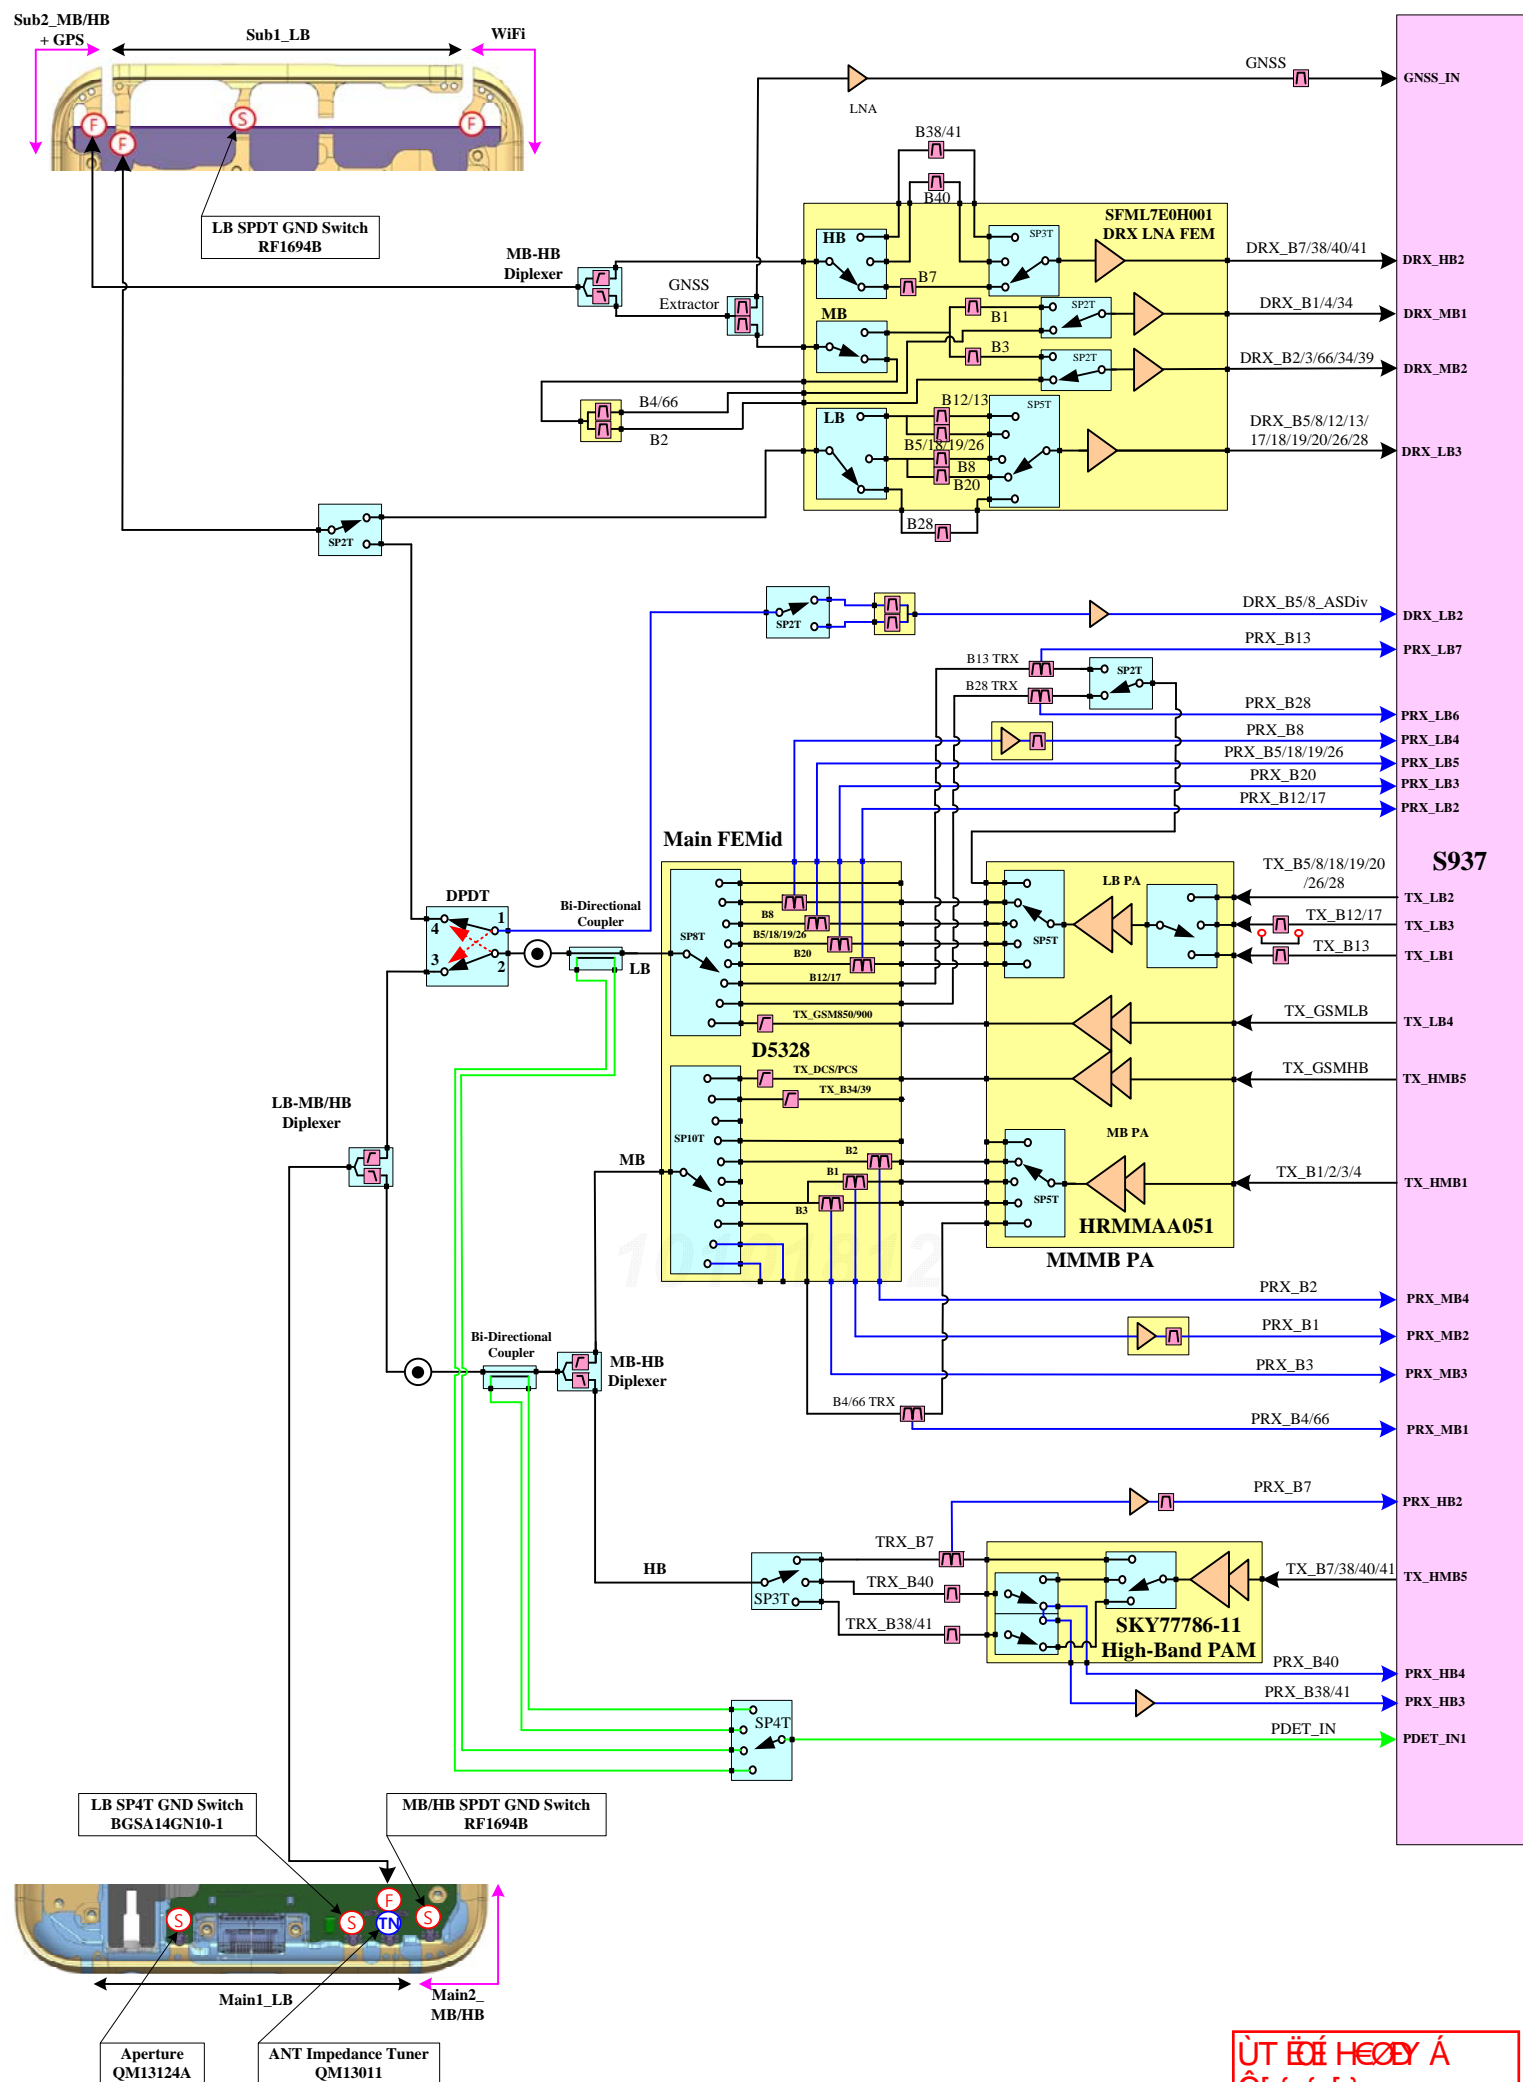 Sub2_MB/HB
+ GPS
Sub1_LB
WiFi
F
F
S
F
LB SPDT GND Switch
RF1694B
GNSS
GNSS_IN
LNA
B38/41
B40
SFML7E0H001
DRX LNA FEM
HB
SP3T
B7
DRX_B7/38/40/41
DRX_HB2
MB-HB
Diplexer
GNSS
Extractor
MB
B1
SP2T
DRX_B1/4/34
DRX_MB1
B3
SP2T
DRX_B2/3/66/34/39
DRX_MB2
B4/66
B2
LB
B12/13
SP5T
B5/18/19/26
B8
B20
B28
DRX_B5/8/12/13/
17/18/19/20/26/28
DRX_LB3
SP2T
SP2T
DRX_B5/8_ASDiv
DRX_LB2
PRX_B13
PRX_LB7
B13 TRX
SP2T
B28 TRX
PRX_B28
PRX_LB6
PRX_B8
PRX_LB4
PRX_B5/18/19/26
PRX_LB5
PRX_B20
PRX_LB3
PRX_B12/17
PRX_LB2
Main FEMid
S937
DPDT
1
4
3
2
Bi-Directional
Coupler
LB
SP8T
B8
B5/18/19/26
B20
B12/17
TX_GSM850/900
D5328
LB PA
SP5T
TX_B5/8/18/19/20
/26/28
TX_LB2
TX_B12/17
TX_LB3
TX_B13
TX_LB1
TX_GSMLB
TX_LB4
TX_DCS/PCS
TX_GSMHB
TX_HMB5
TX_B34/39
LB-MB/HB
Diplexer
SP10T
MB
B2
B1
B3
MB PA
SP5T
TX_B1/2/3/4
TX_HMB1
HRMMAA051
MMMB PA
10101812
PRX_B2
PRX_MB4
PRX_B1
PRX_MB2
PRX_B3
PRX_MB3
Bi-Directional
Coupler
MB-HB
Diplexer
B4/66 TRX
PRX_B4/66
PRX_MB1
PRX_B7
PRX_HB2
HB
SP3T
TRX_B7
TRX_B40
TRX_B38/41
TX_B7/38/40/41
TX_HMB5
SKY77786-11
High-Band PAM
PRX_B40
PRX_HB4
PRX_B38/41
PRX_HB3
SP4T
PDET_IN
PDET_IN1
LB SP4T GND Switch
BGSA14GN10-1
MB/HB SPDT GND Switch
RF1694B
F
S
S
TN
S
Main1_LB
Main2_
MB/HB
Aperture
QM13124A
ANT Impedance Tuner
QM13011